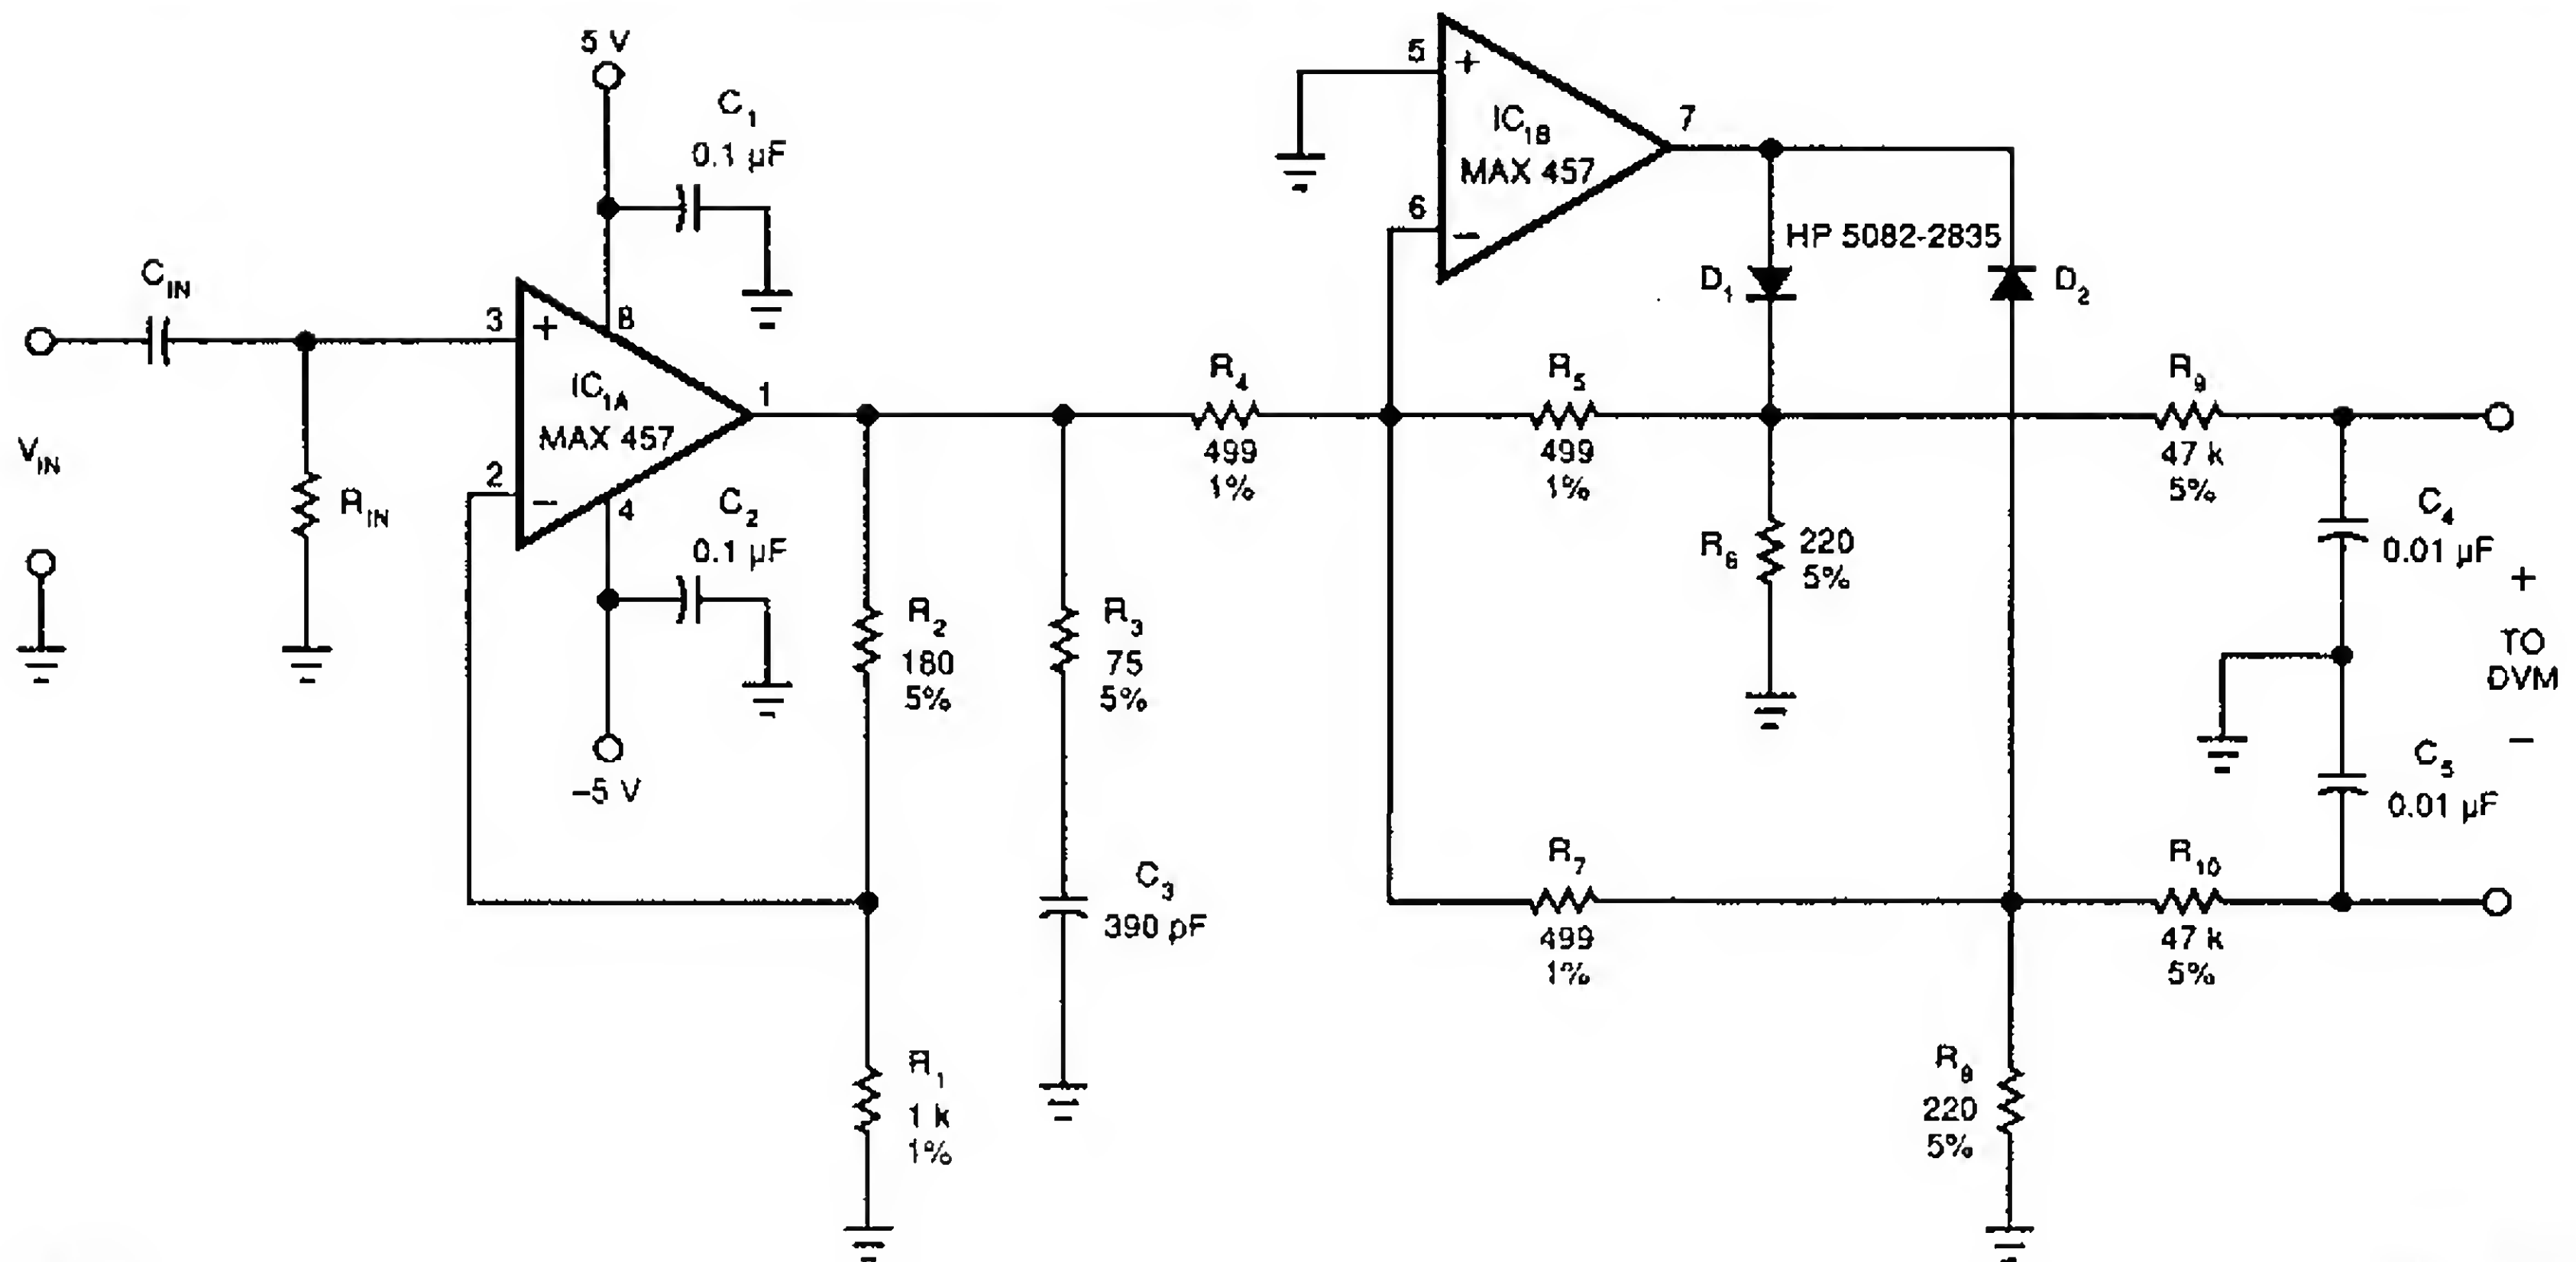 5 V
C1
0.1 µF
CIN
3
+
8
IC1A
MAX 457
1
2
−
4
VIN
RIN
C2
0.1 µF
−5 V
R2
180
5%
R3
75
5%
C3
390 pF
R1
1 k
1%
5
+
IC1B
MAX 457
7
6
−
HP 5082-2835
D1
D2
R4
499
1%
R5
499
1%
R6
220
5%
R9
47 k
5%
C4
0.01 µF
+
TO
DVM
−
C5
0.01 µF
R7
499
1%
R10
47 k
5%
R8
220
5%